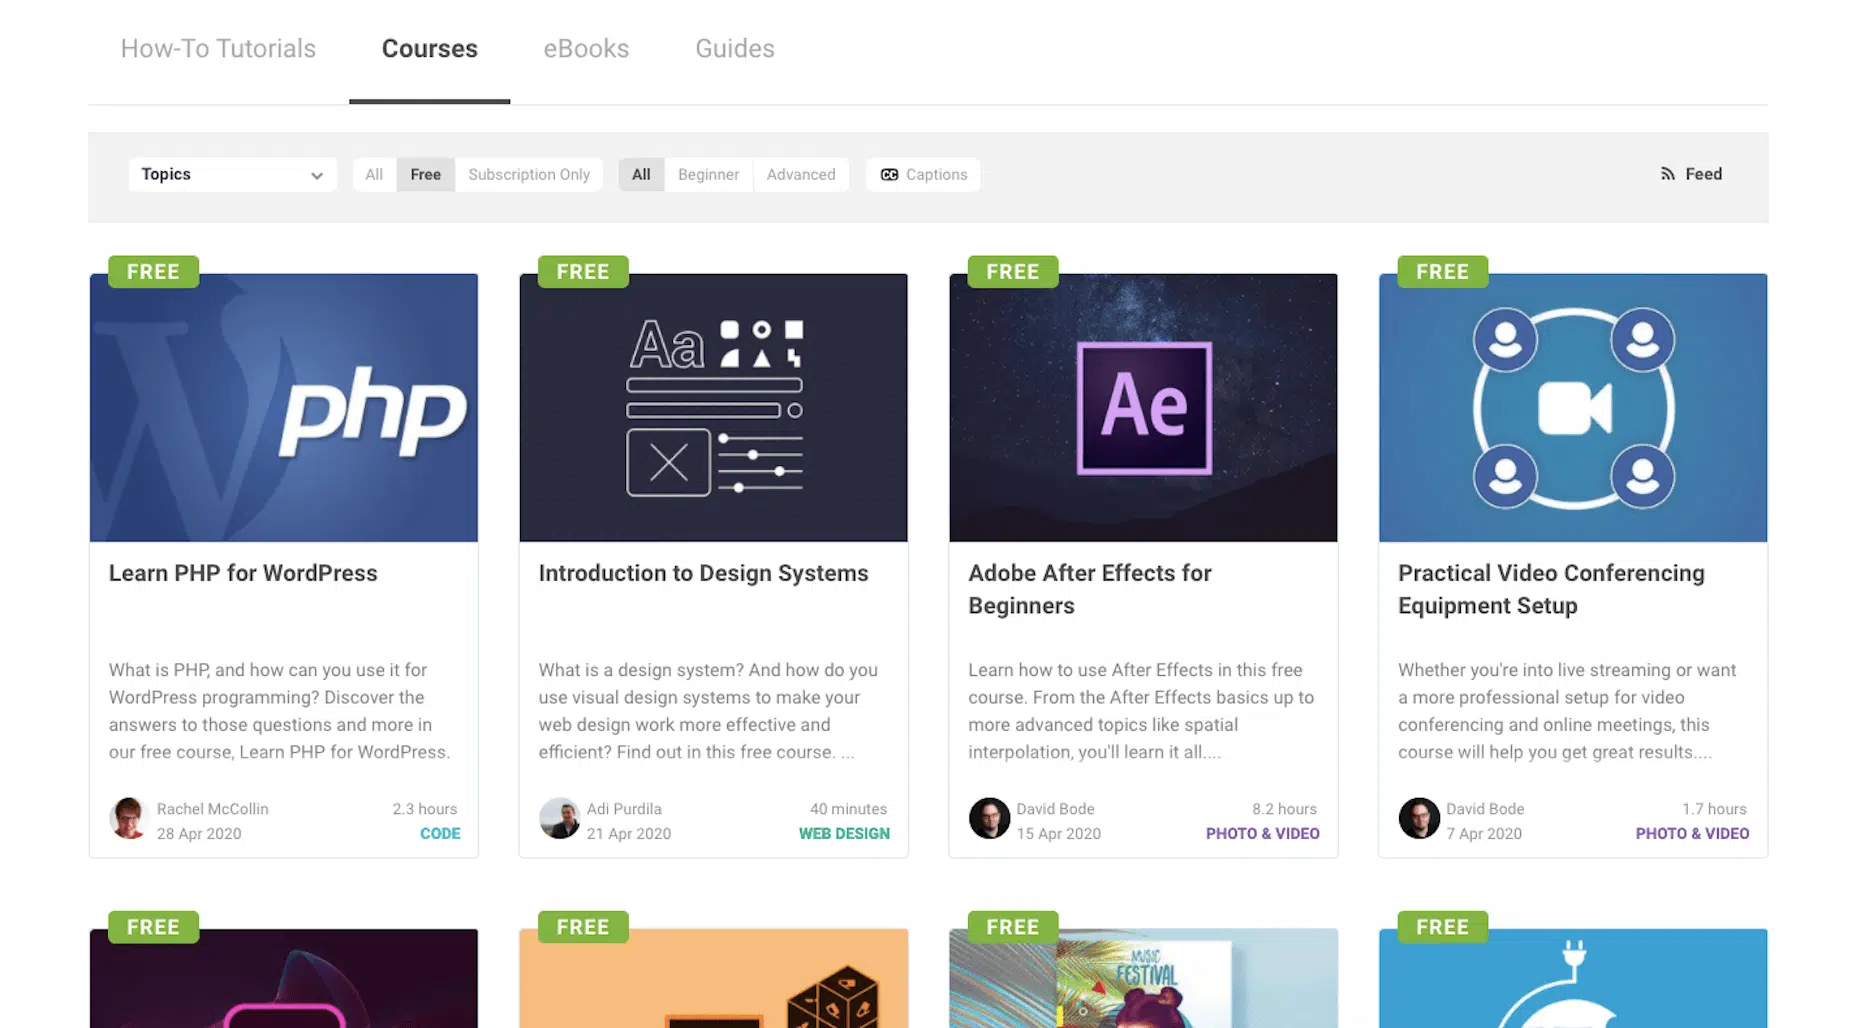 How-To Tutorials Courses eBooks Guides
Topics All Free Subscription Only All Beginner Advanced CC Captions Feed
FREE FREE FREE FREE
php
Aa
Ae
Learn PHP for WordPress
Introduction to Design Systems
Adobe After Effects for
Beginners
Practical Video Conferencing
Equipment Setup
What is PHP, and how can you use it for
WordPress programming? Discover the
answers to those questions and more in
our free course, Learn PHP for WordPress.
What is a design system? And how do you
use visual design systems to make your
web design work more effective and
efficient? Find out in this free course. ...
Learn how to use After Effects in this free
course. From the After Effects basics up to
more advanced topics like spatial
interpolation, you'll learn it all....
Whether you're into live streaming or want
a more professional setup for video
conferencing and online meetings, this
course will help you get great results....
Rachel McCollin 2.3 hours
28 Apr 2020 CODE
Adi Purdila 40 minutes
21 Apr 2020 WEB DESIGN
David Bode 8.2 hours
15 Apr 2020 PHOTO & VIDEO
David Bode 1.7 hours
7 Apr 2020 PHOTO & VIDEO
FREE FREE FREE FREE
MUSIC
FESTIVAL